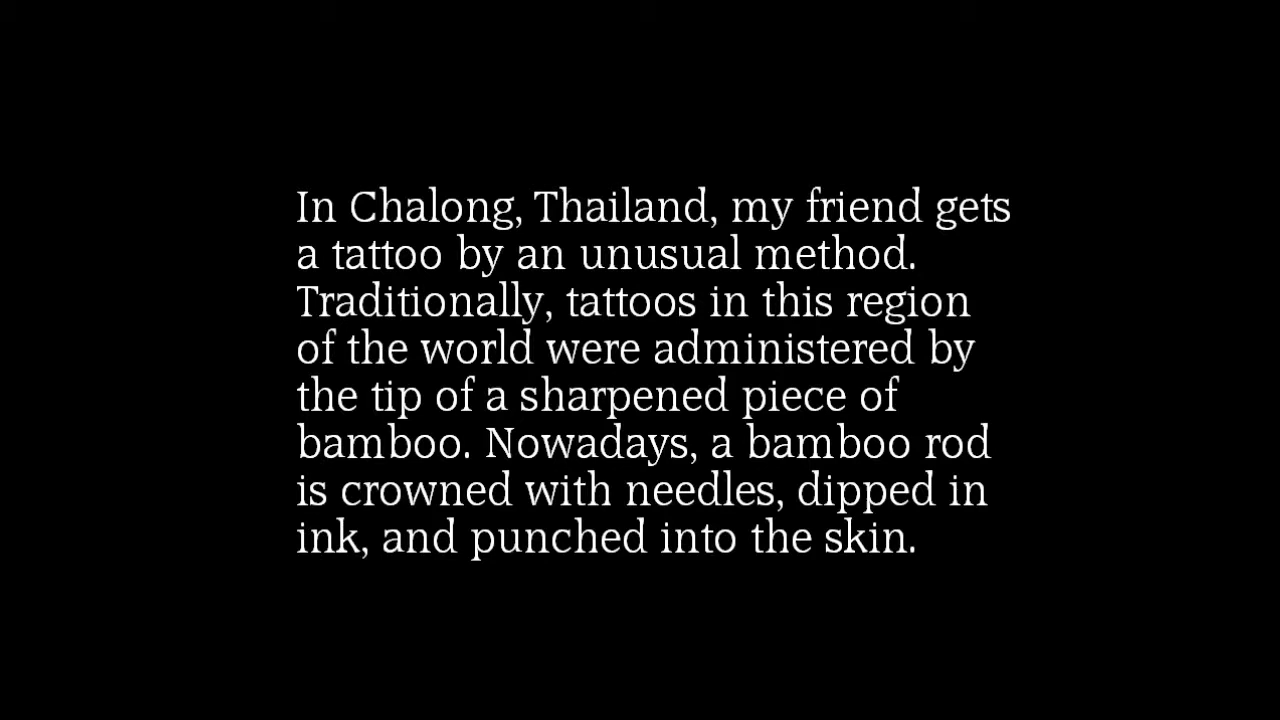 In Chalong, Thailand, my friend gets
a tattoo by an unusual method.
Traditionally, tattoos in this region
of the world were administered by
the tip of a sharpened piece of
bamboo. Nowadays, a bamboo rod
is crowned with needles, dipped in
ink, and punched into the skin.